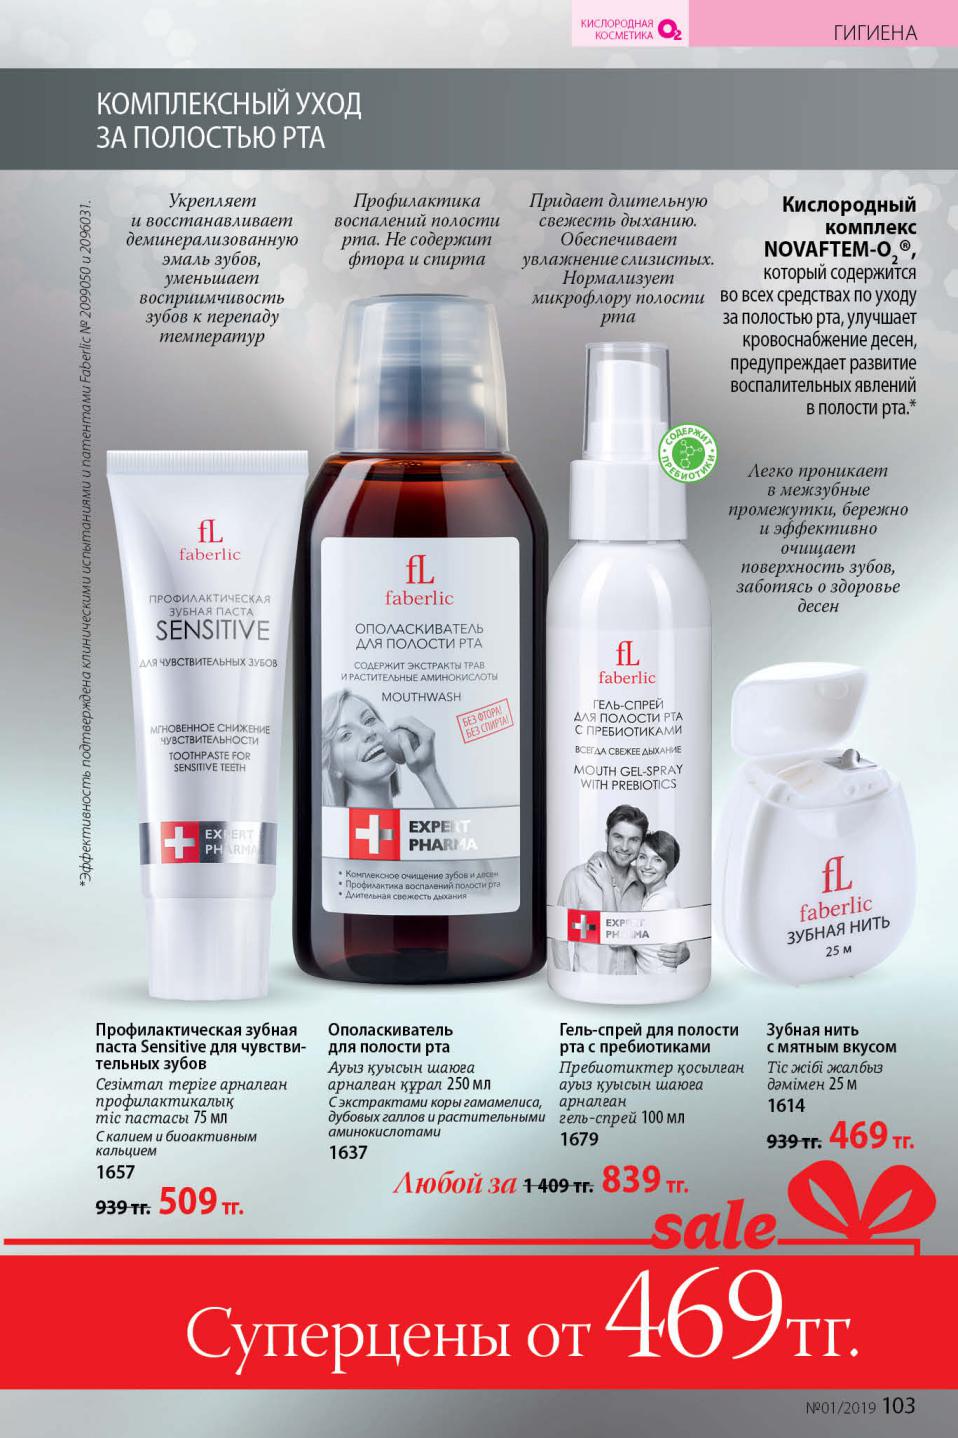 КИСЛОРОДНАЯ
КОСМЕТИКА O2
ГИГИЕНА
КОМПЛЕКСНЫЙ УХОД
ЗА ПОЛОСТЬЮ РТА
*Эффективность подтверждена клиническими испытаниями и патентами Faberlic № 2099050 и 2096031.
Укрепляет
и восстанавливает
деминерализованную
эмаль зубов,
уменьшает
восприимчивость
зубов к перепаду
температур
Профилактика
воспалений полости
рта. Не содержит
фтора и спирта
Придает длительную
свежесть дыханию.
Обеспечивает
увлажнение слизистых.
Нормализует
микрофлору полости
рта
Кислородный
комплекс
NOVAFTEM-O₂®,
который содержится
во всех средствах по уходу
за полостью рта, улучшает
кровоснабжение десен,
предупреждает развитие
воспалительных явлений
в полости рта.*
СОДЕРЖИТ
ПРЕБИОТИКИ
Легко проникает
в межзубные
промежутки, бережно
и эффективно
очищает
поверхность зубов,
заботясь о здоровье
десен
fL
faberlic
ПРОФИЛАКТИЧЕСКАЯ
ЗУБНАЯ ПАСТА
SENSITIVE
ДЛЯ ЧУВСТВИТЕЛЬНЫХ ЗУБОВ
МГНОВЕННОЕ СНИЖЕНИЕ
ЧУВСТВИТЕЛЬНОСТИ
TOOTHPASTE FOR
SENSITIVE TEETH
EXPERT
PHARMA
fL
faberlic
ОПОЛАСКИВАТЕЛЬ
ДЛЯ ПОЛОСТИ РТА
СОДЕРЖИТ ЭКСТРАКТЫ ТРАВ
И РАСТИТЕЛЬНЫЕ АМИНОКИСЛОТЫ
MOUTHWASH
БЕЗ ФТОРА!
БЕЗ СПИРТА!
EXPERT
PHARMA
• Комплексное очищение зубов и десен
• Профилактика воспалений полости рта
• Длительная свежесть дыхания
fL
faberlic
ГЕЛЬ-СПРЕЙ
ДЛЯ ПОЛОСТИ РТА
С ПРЕБИОТИКАМИ
ВСЕГДА СВЕЖЕЕ ДЫХАНИЕ
MOUTH GEL-SPRAY
WITH PREBIOTICS
EXPERT
PHARMA
fL
faberlic
ЗУБНАЯ НИТЬ
25 м
Профилактическая зубная
паста Sensitive для чувстви-
тельных зубов
Сезімтал теріге арналған
профилактикалық
тіс пастасы 75 мл
С калием и биоактивным
кальцием
1657
939 тг. 509 тг.
Ополаскиватель
для полости рта
Ауыз қуысын шаюға
арналған құрал 250 мл
С экстрактами коры гамамелиса,
дубовых галлов и растительными
аминокислотами
1637
Гель-спрей для полости
рта с пребиотиками
Пребиотиктер қосылған
ауыз қуысын шаюға
арналған
гель-спрей 100 мл
1679
Любой за 1 409 тг. 839 тг.
Зубная нить
с мятным вкусом
Тіс жібі жалбыз
дәмімен 25 м
1614
939 тг. 469 тг.
sale
Суперцены от 469тг.
№01/2019 103